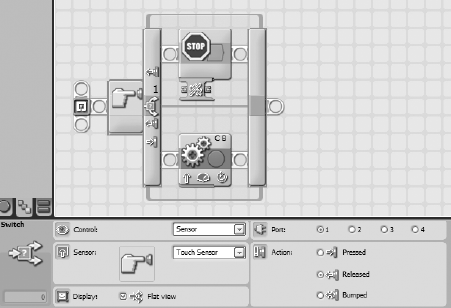 STOP
1
C B
Switch
Control:
Sensor
Port:
1
2
3
4
Sensor:
Touch Sensor
Action:
Pressed
Released
Display:
Flat view
Bumped
0